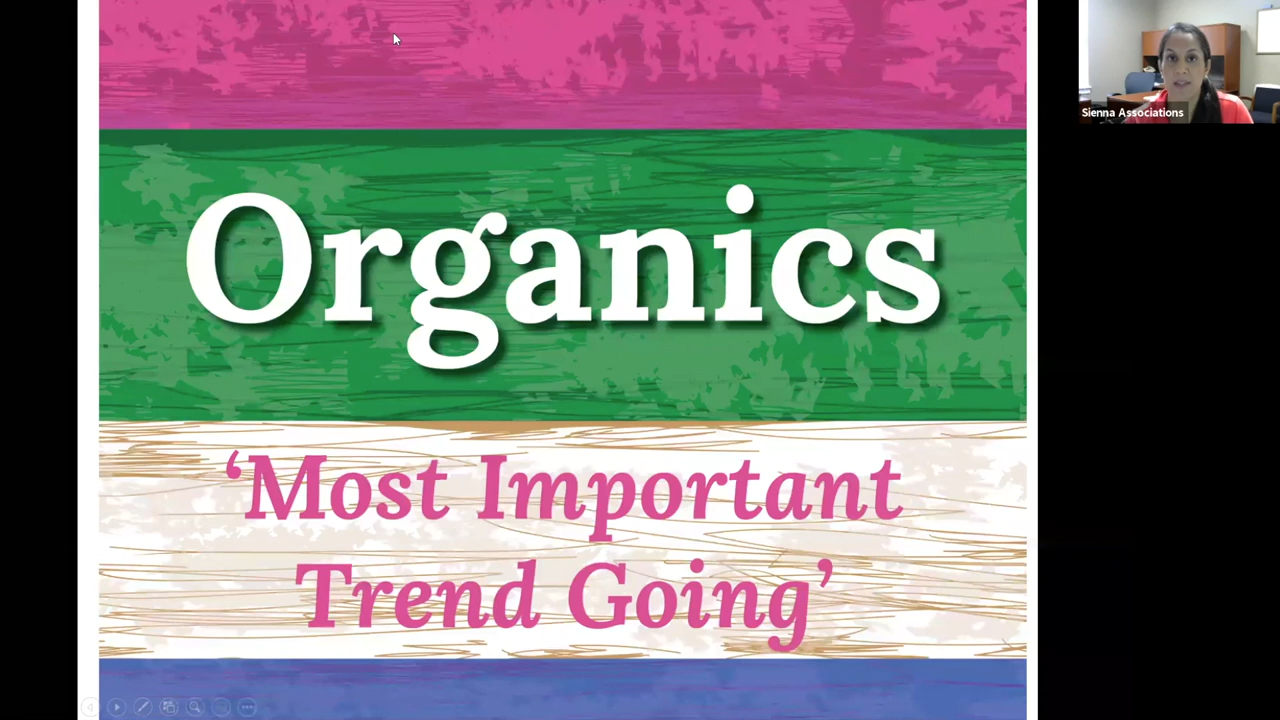 Organics
‘Most Important
Trend Going’
Sienna Associations